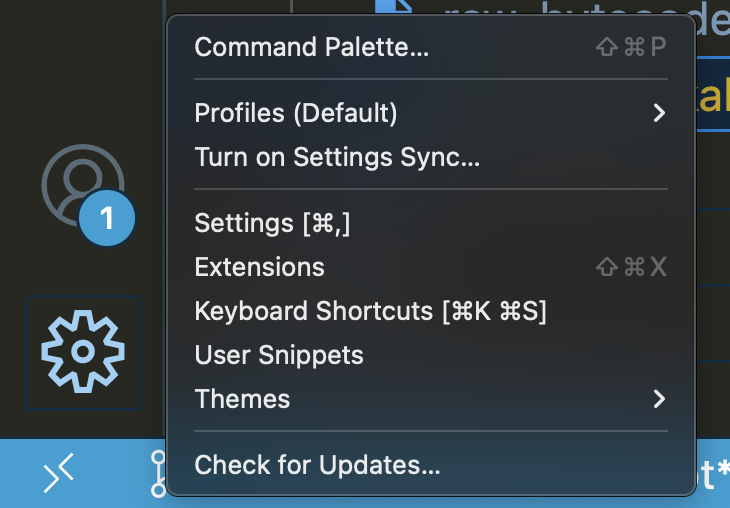 Command Palette... ⇧⌘P
Profiles (Default)
Turn on Settings Sync...
1
Settings [⌘,]
Extensions ⇧⌘X
Keyboard Shortcuts [⌘K ⌘S]
User Snippets
Themes
Check for Updates...